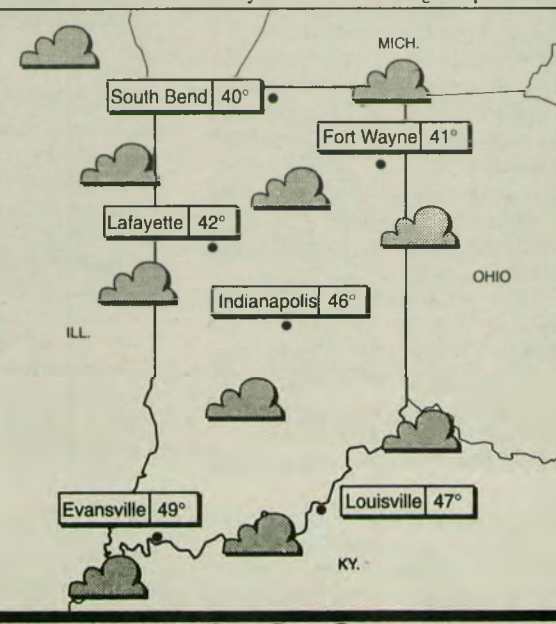 MICH.
South Bend 40°
Fort Wayne 41°
Lafayette 42°
OHIO
Indianapolis 46°
ILL.
Evansville 49°
Louisville 47°
KY.